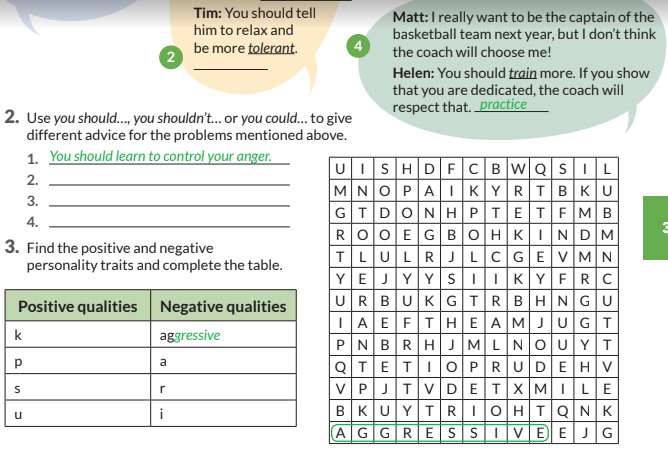 Tim: You should tell
him to relax and
be more tolerant.
2
Matt: I really want to be the captain of the
basketball team next year, but I don't think
the coach will choose me!
4
Helen: You should train more. If you show
that you are dedicated, the coach will
respect that. practice
2. Use you should..., you shouldn't... or you could... to give
different advice for the problems mentioned above.
1. You should learn to control your anger.
2.
3.
4.
3. Find the positive and negative
personality traits and complete the table.
Positive qualities Negative qualities
k aggressive
p a
s r
u i
U I S H D F C B W Q S I L
M N O P A I K Y R T B K U
G T D O N H P T E T F M B
R O O E G B O H K I N D M
T L U L R J L C G E V M N
Y E J Y Y S I I K Y F R C
U R B U K G T R B H N G U
I A E F T H E A M J U G T
P N B R H J M L N O U Y T
Q T E T I O P R U D E H V
V P J T V D E T X M I L E
B K U Y T R I O H T Q N K
A G G R E S S I V E E J G